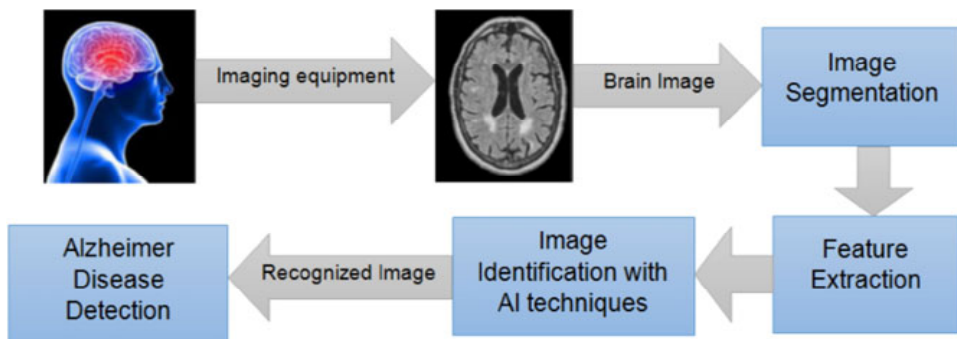 Imaging equipment
Brain Image
Image
Segmentation
Feature
Extraction
Image
Identification with
AI techniques
Recognized Image
Alzheimer
Disease
Detection